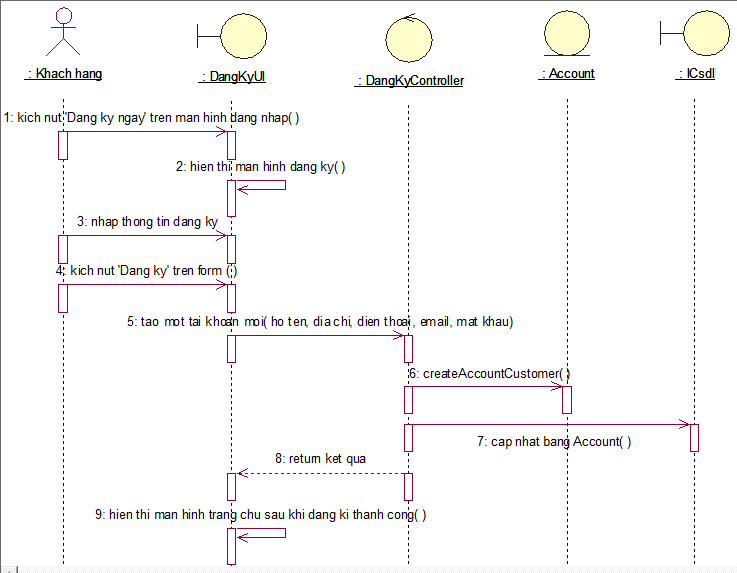 : Khach hang
: DangKyUI
: DangKyController
: Account
: ICsdl
1: kich nut 'Dang ky ngay' tren man hinh dang nhap( )
2: hien thi man hinh dang ky( )
3: nhap thong tin dang ky
4: kich nut 'Dang ky' tren form ( )
5: tao mot tai khoan moi( ho ten, dia chi, dien thoai, email, mat khau)
6: createAccountCustomer( )
7: cap nhat bang Account( )
8: return ket qua
9: hien thi man hinh trang chu sau khi dang ki thanh cong( )